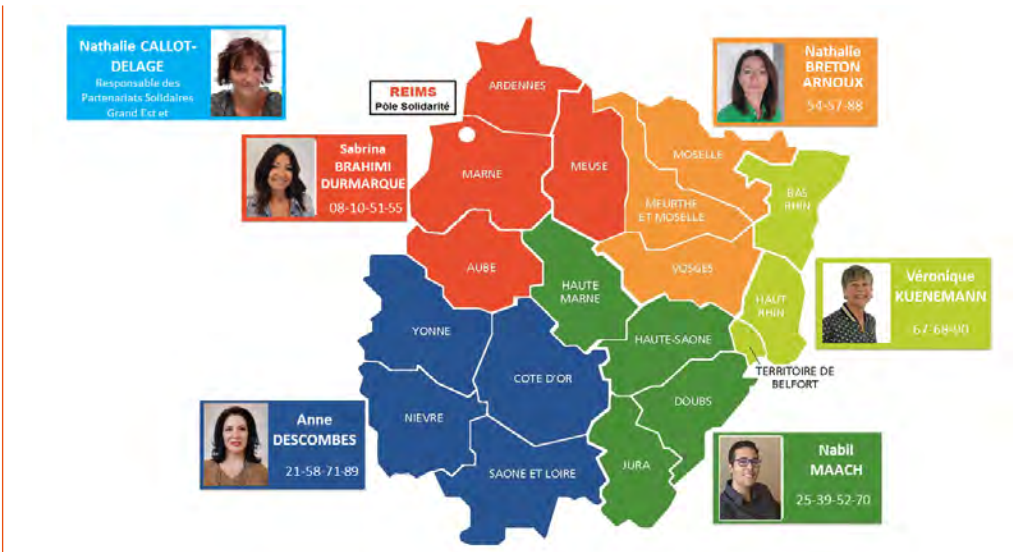 Nathalie CALLOT-
DELAGE
Responsable des
Partenariats Solidaires
Grand Est et
REIMS
Pôle Solidarité
Nathalie
BRETON
ARNOUX
54-57-88
Sabrina
BRAHIMI
DURMARQUE
08-10-51-55
ARDENNES
MARNE
MEUSE
MOSELLE
MEURTHE
ET MOSELLE
BAS
RHIN
AUBE
VOSGES
HAUTE
MARNE
HAUT
RHIN
Véronique
KUENEMANN
67-68-90
YONNE
HAUTE-SAONE
TERRITOIRE DE
BELFORT
COTE D'OR
DOUBS
NIEVRE
Anne
DESCOMBES
21-58-71-89
SAONE ET LOIRE
JURA
Nabil
MAACH
25-39-52-70